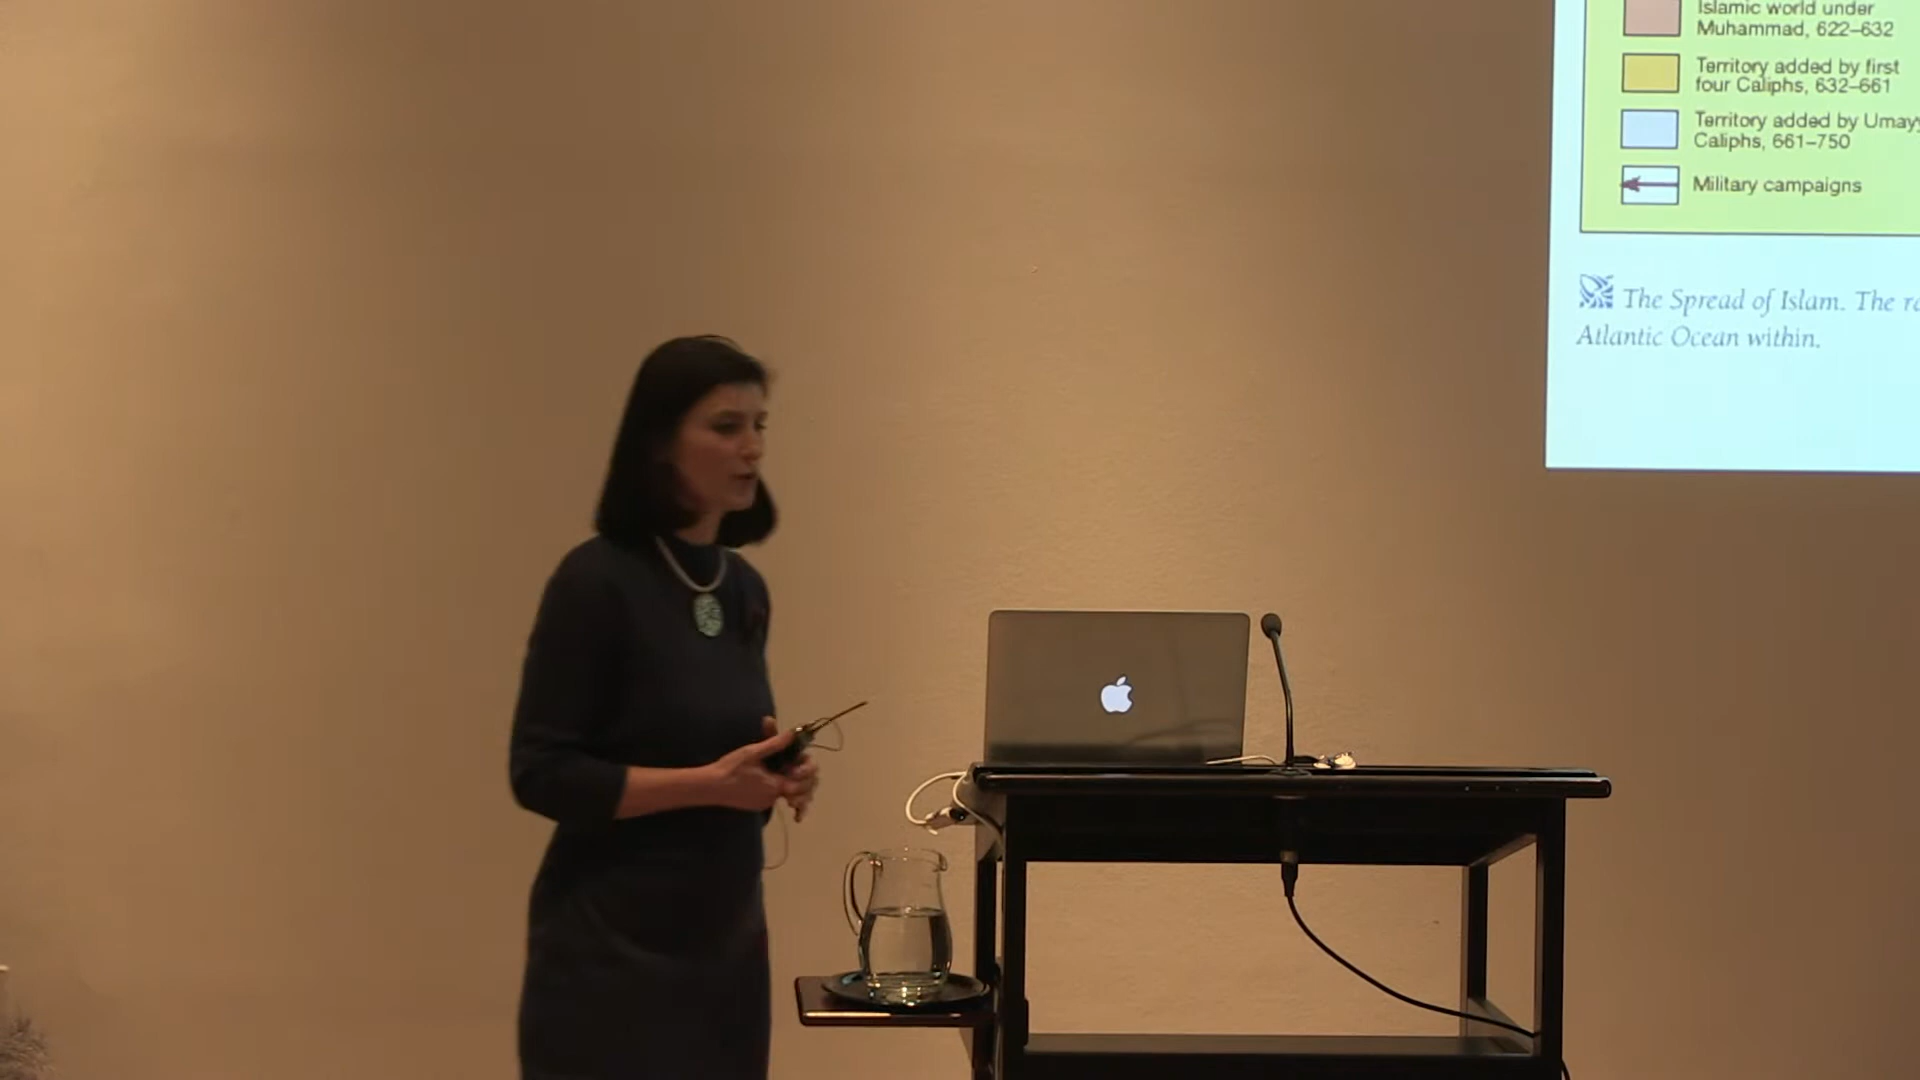 Islamic world under
Muhammad, 622–632
Territory added by first
four Caliphs, 632–661
Territory added by
Caliphs, 661–750
Military campaigns
The Spread of Islam. The
Atlantic Ocean within.